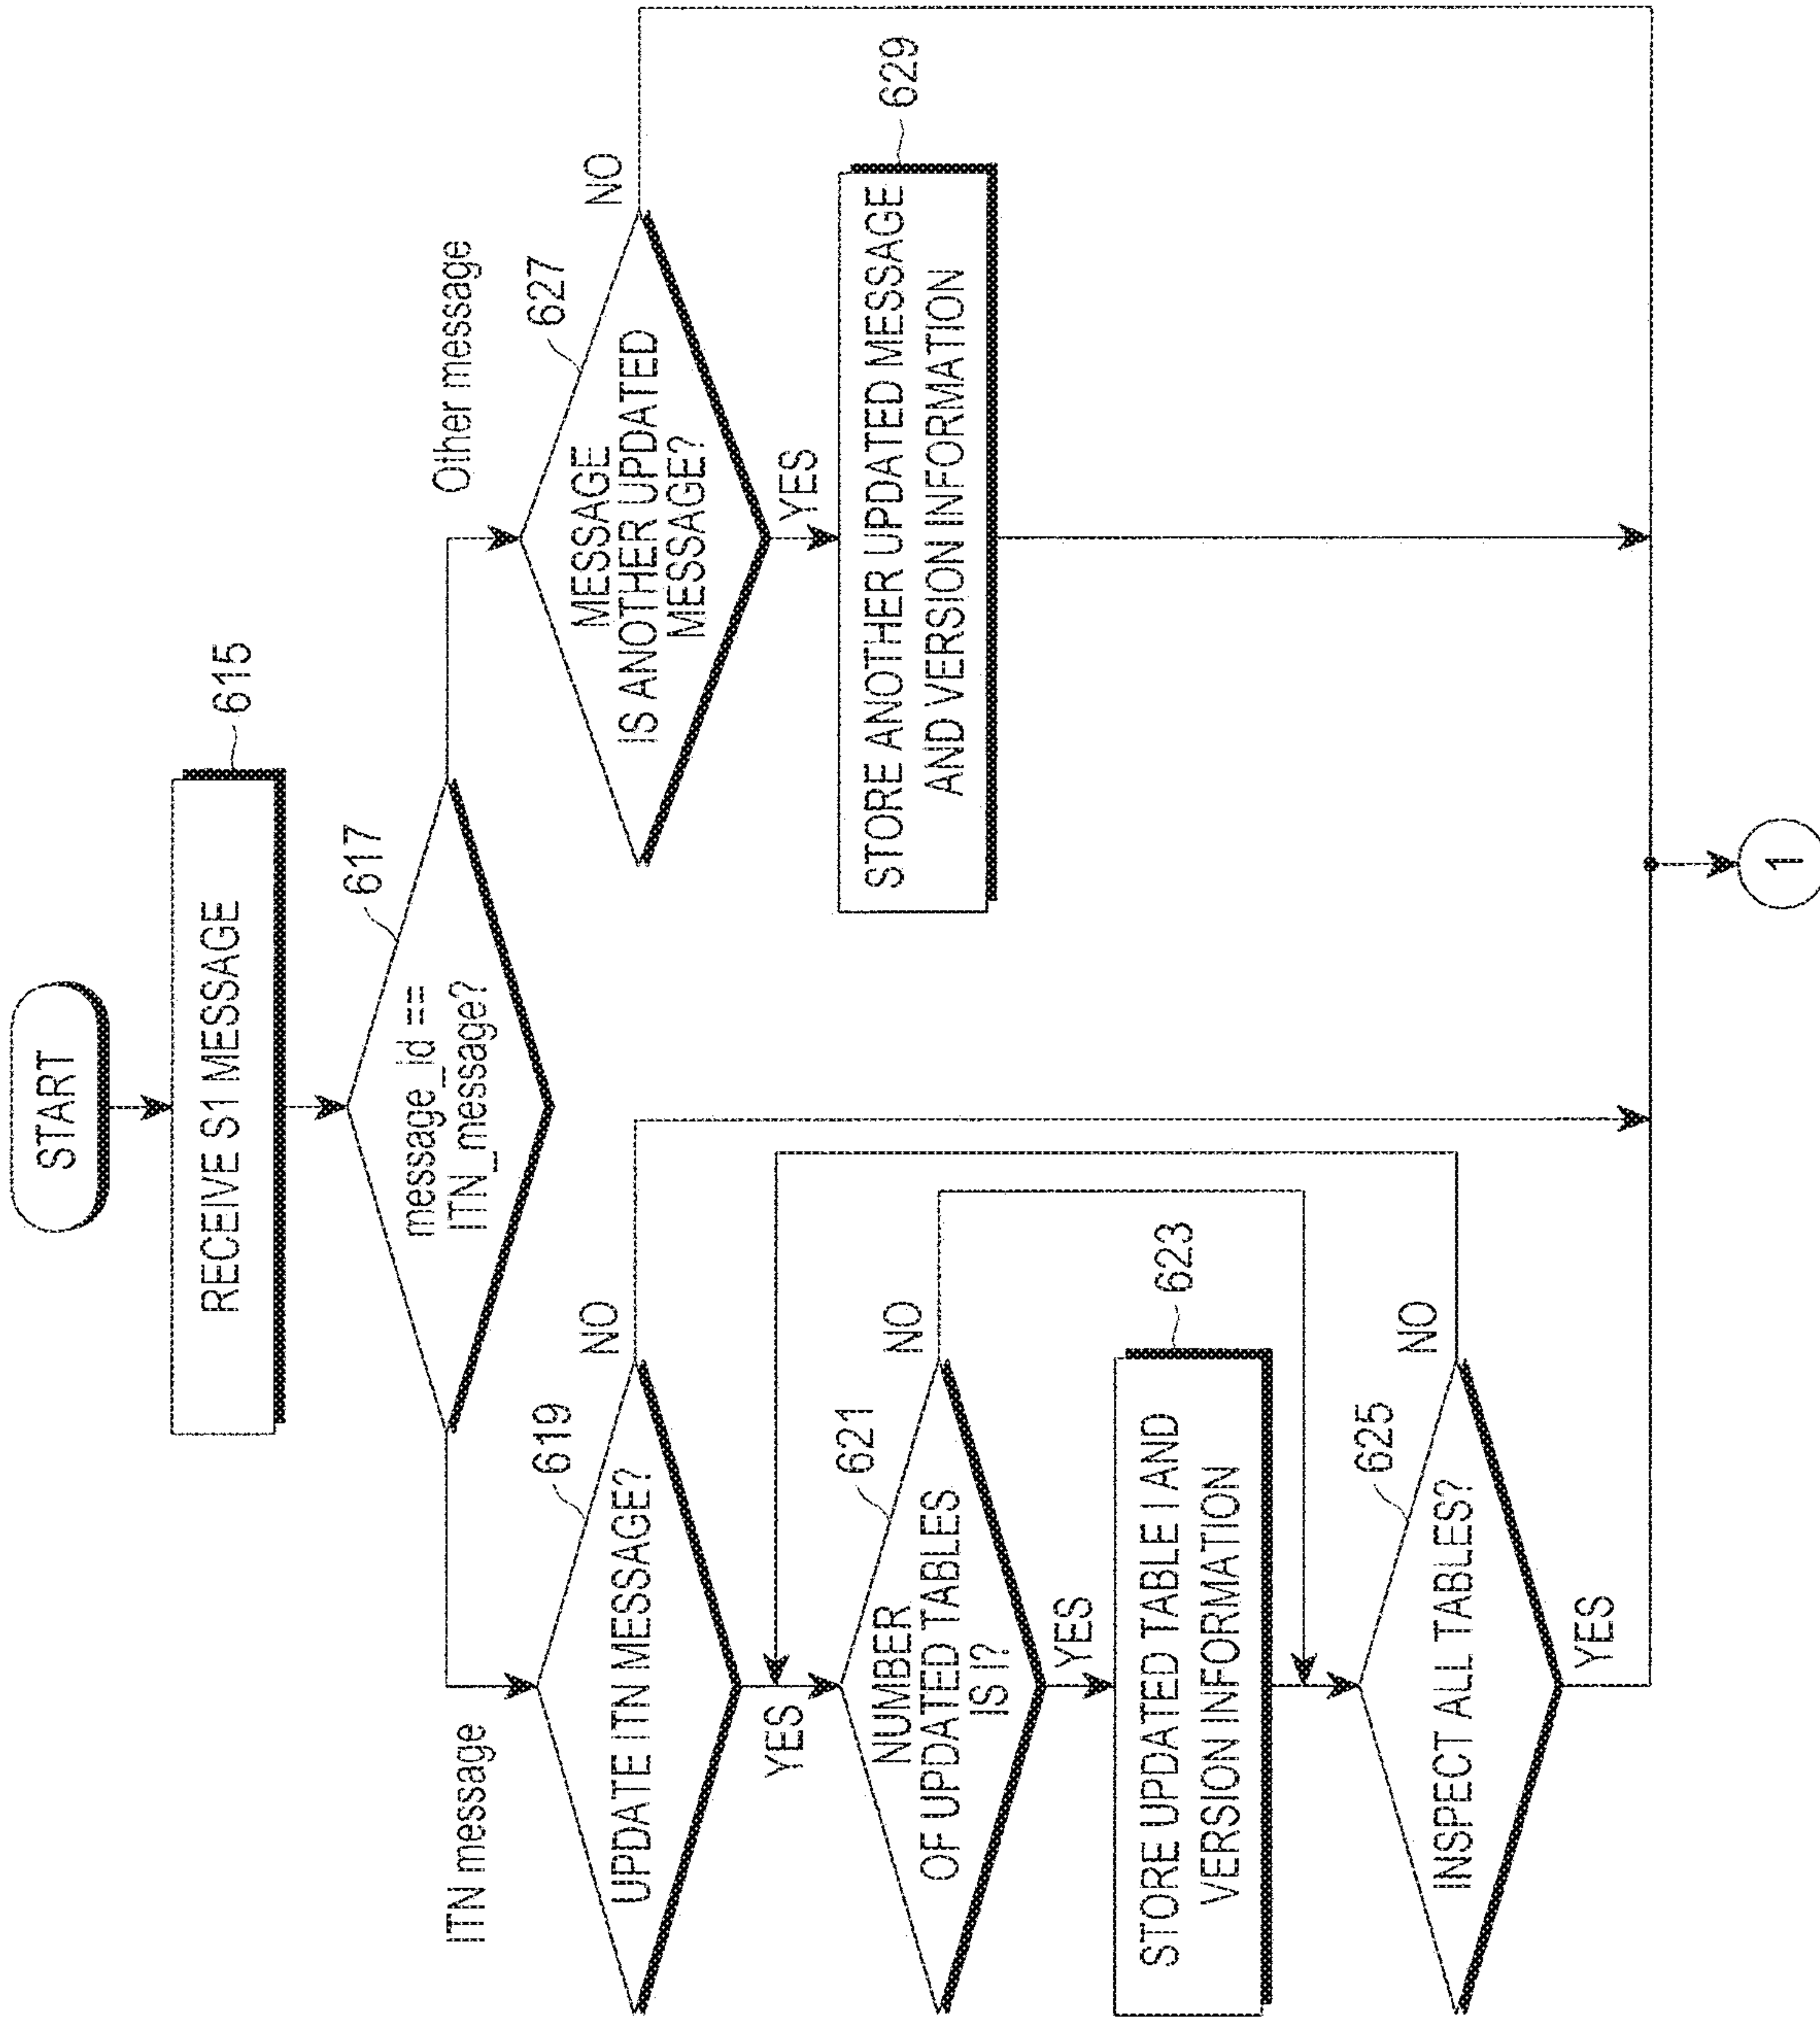 START
RECEIVE S1 MESSAGE
615
message_id ==
ITN_message?
617
ITN message
Other message
UPDATE ITN MESSAGE?
619
NO
YES
NUMBER
OF UPDATED TABLES
IS I?
621
NO
YES
STORE UPDATED TABLE I AND
VERSION INFORMATION
623
INSPECT ALL TABLES?
625
NO
YES
MESSAGE
IS ANOTHER UPDATED
MESSAGE?
627
NO
YES
STORE ANOTHER UPDATED MESSAGE
AND VERSION INFORMATION
629
1